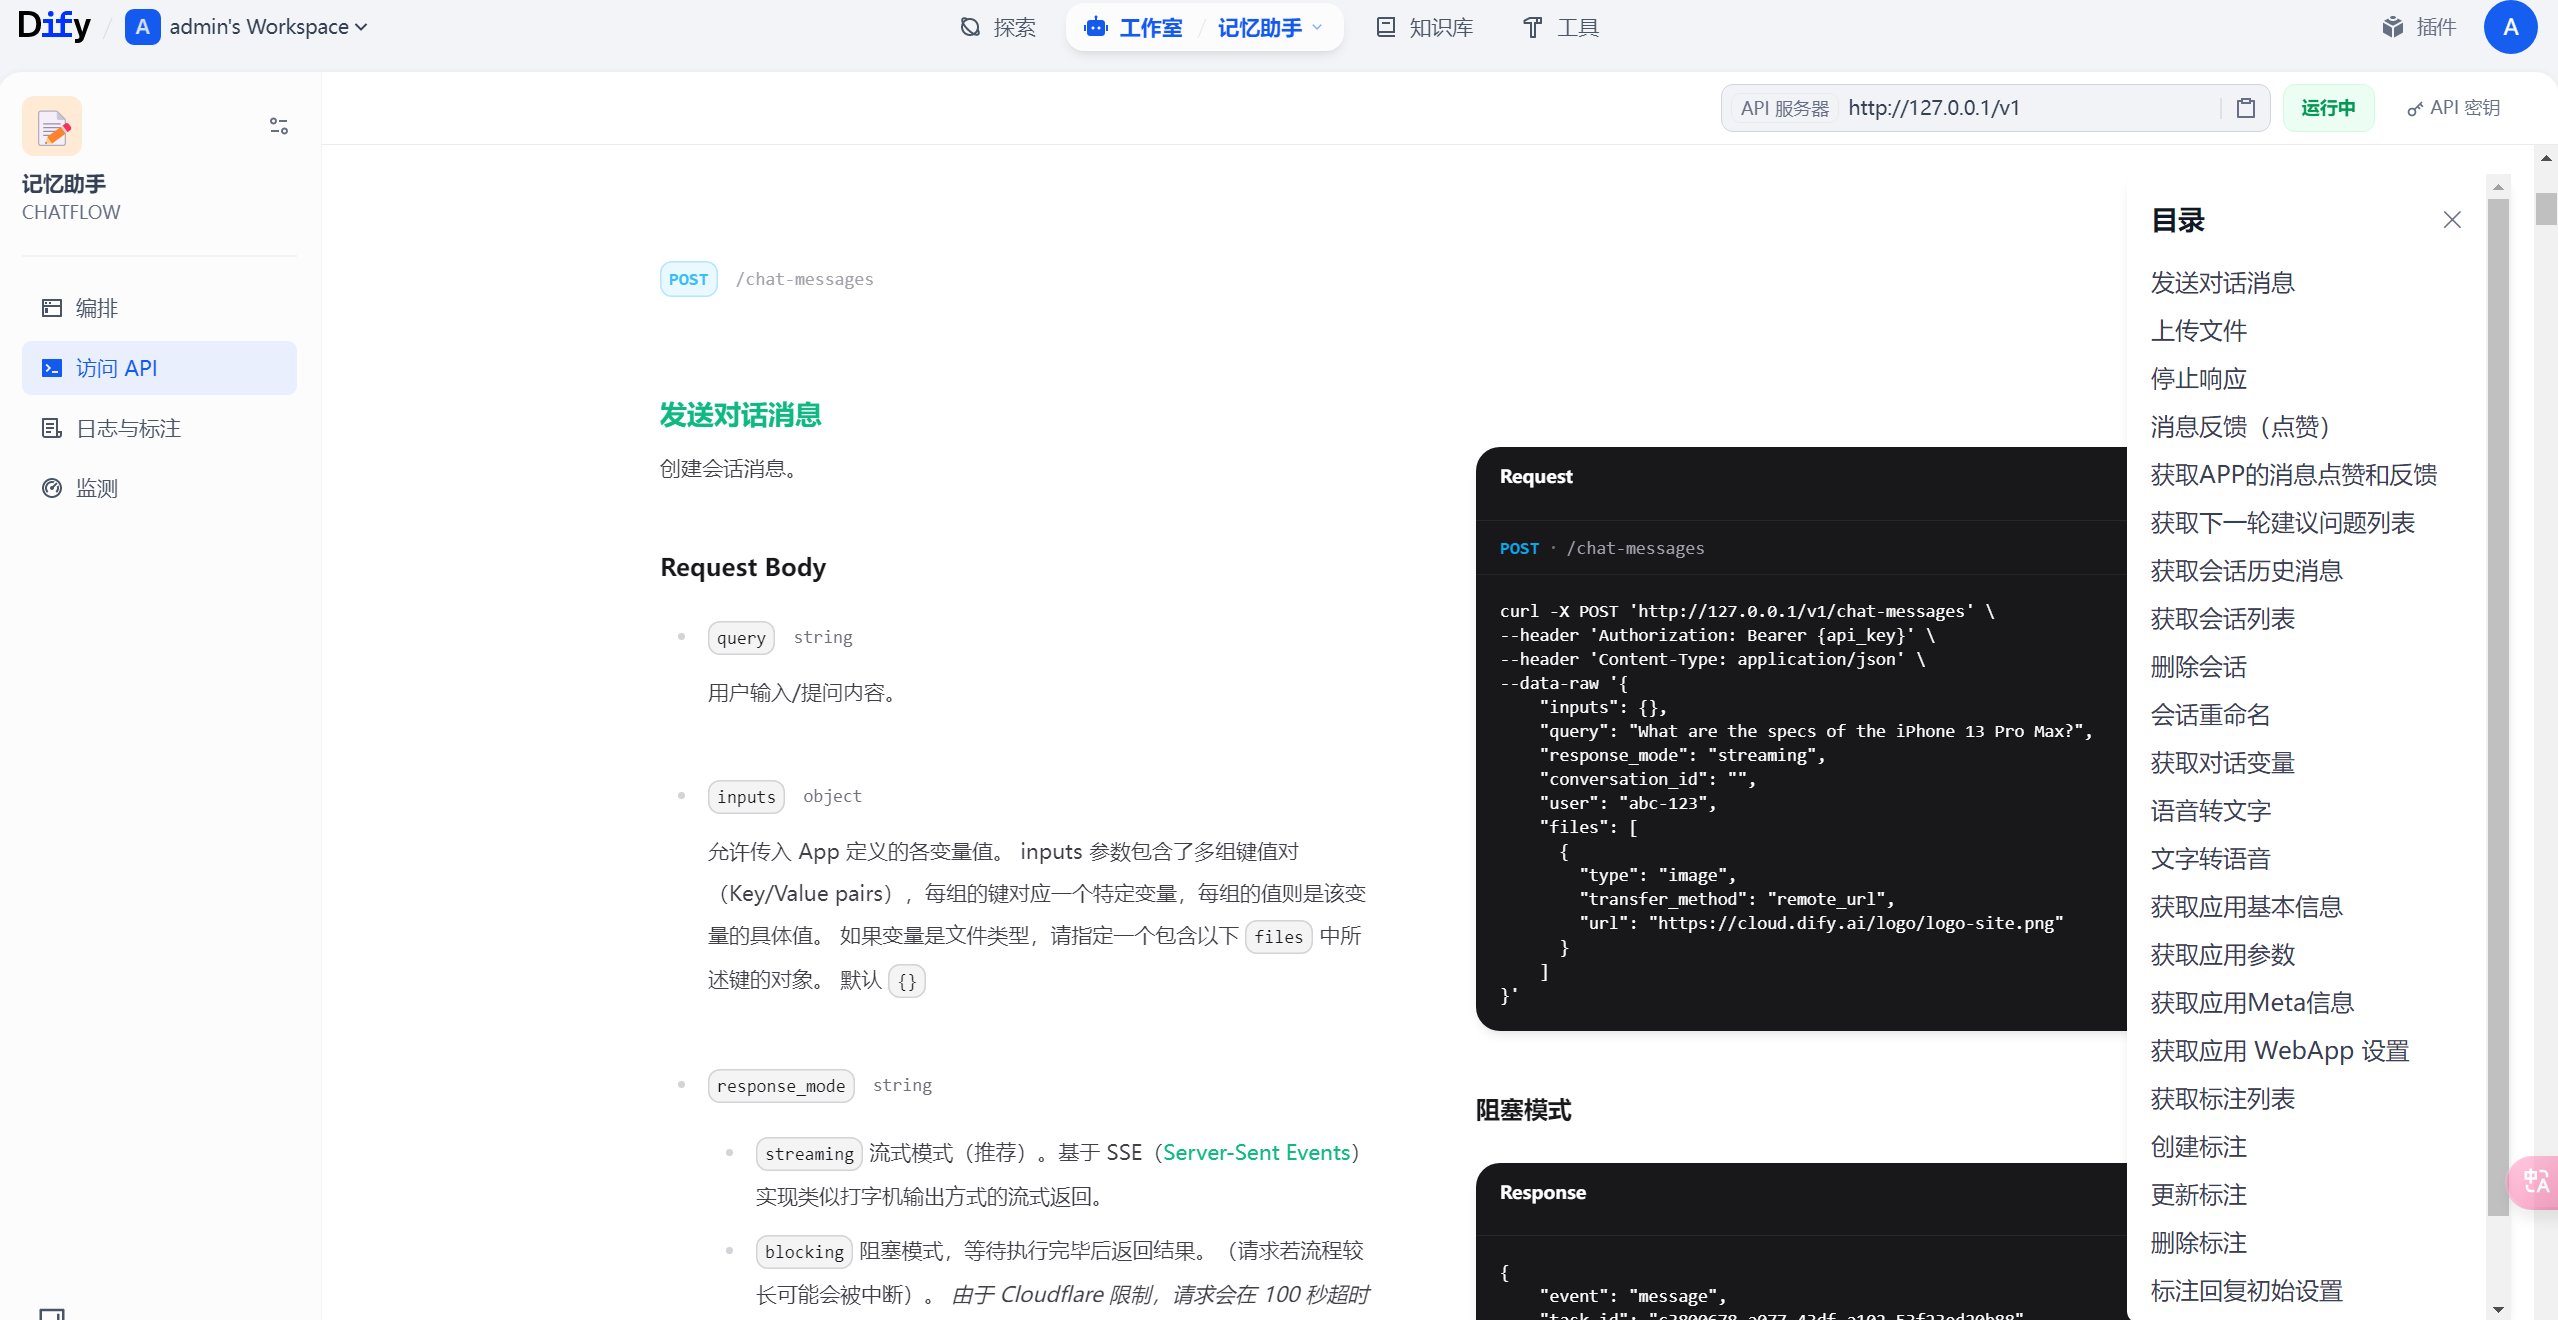 Dify / A admin's Workspace
探索
工作室 / 记忆助手
知识库
工具
插件
A
记忆助手
CHATFLOW
编排
访问 API
日志与标注
监测
API 服务器 http://127.0.0.1/v1
运行中
API 密钥
POST /chat-messages
发送对话消息
创建会话消息。
Request Body
query string
用户输入/提问内容。
inputs object
允许传入 App 定义的各变量值。 inputs 参数包含了多组键值对
（Key/Value pairs），每组的键对应一个特定变量，每组的值则是该变
量的具体值。 如果变量是文件类型，请指定一个包含以下 files 中所
述键的对象。 默认 {}
response_mode string
streaming 流式模式（推荐）。基于 SSE（Server-Sent Events）
实现类似打字机输出方式的流式返回。
blocking 阻塞模式，等待执行完毕后返回结果。（请求若流程较
长可能会被中断）。 由于 Cloudflare 限制，请求会在 100 秒超时
Request
POST · /chat-messages
curl -X POST 'http://127.0.0.1/v1/chat-messages' \
--header 'Authorization: Bearer {api_key}' \
--header 'Content-Type: application/json' \
--data-raw '{
"inputs": {},
"query": "What are the specs of the iPhone 13 Pro Max?",
"response_mode": "streaming",
"conversation_id": "",
"user": "abc-123",
"files": [
{
"type": "image",
"transfer_method": "remote_url",
"url": "https://cloud.dify.ai/logo/logo-site.png"
}
]
}'
阻塞模式
Response
{
"event": "message",
"task_id": "c3800678-a077-43df-a102-53f23ed20b88"
目录
发送对话消息
上传文件
停止响应
消息反馈（点赞）
获取APP的消息点赞和反馈
获取下一轮建议问题列表
获取会话历史消息
获取会话列表
删除会话
会话重命名
获取对话变量
语音转文字
文字转语音
获取应用基本信息
获取应用参数
获取应用Meta信息
获取应用 WebApp 设置
获取标注列表
创建标注
更新标注
删除标注
标注回复初始设置
中A